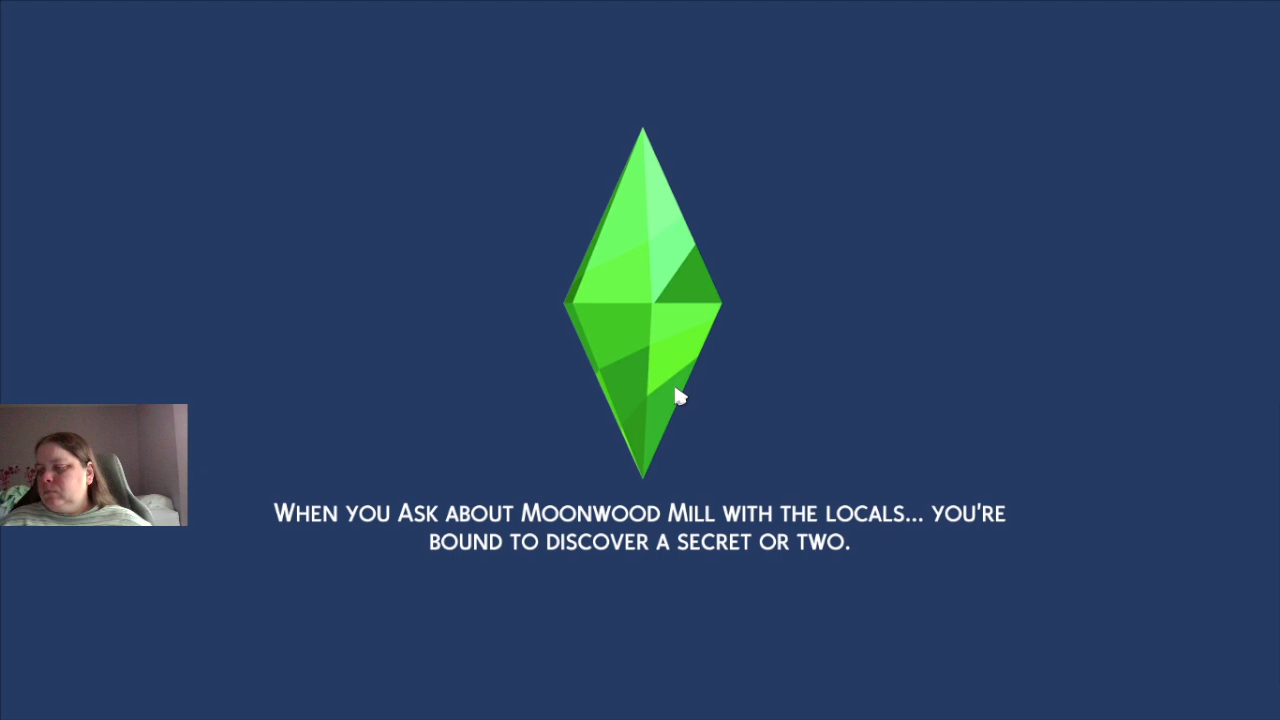 When you Ask about Moonwood Mill with the locals... you're
bound to discover a secret or two.